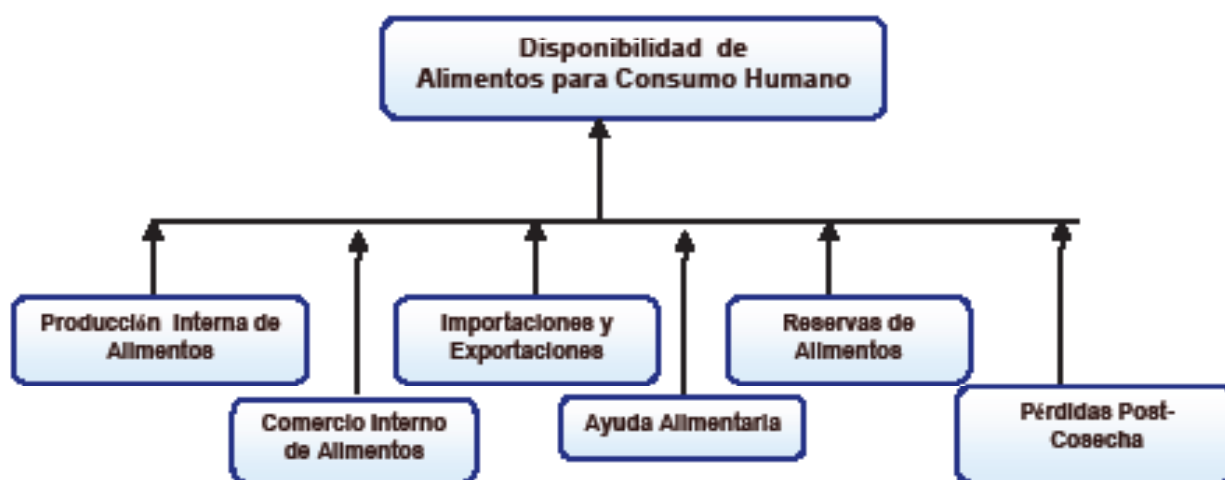 Disponibilidad de
Alimentos para Consumo Humano
Producción Interna de
Alimentos
Importaciones y
Exportaciones
Reservas de
Alimentos
Comercio Interno
de Alimentos
Ayuda Alimentaria
Pérdidas Post-
Cosecha